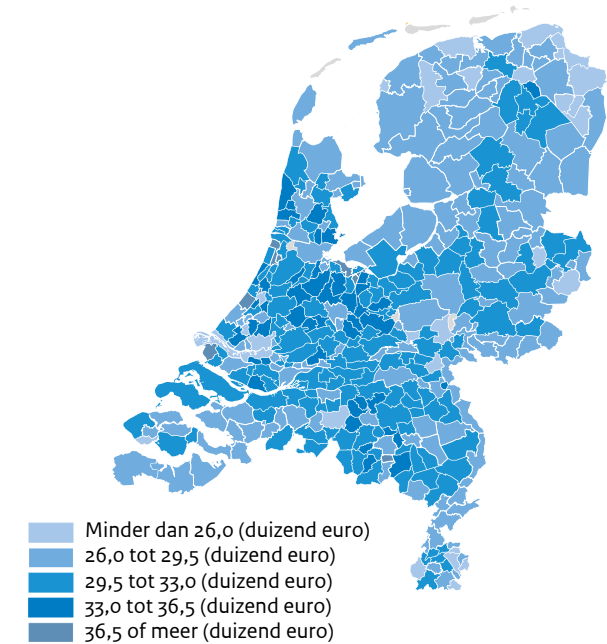 Minder dan 26,0 (duizend euro)
26,0 tot 29,5 (duizend euro)
29,5 tot 33,0 (duizend euro)
33,0 tot 36,5 (duizend euro)
36,5 of meer (duizend euro)